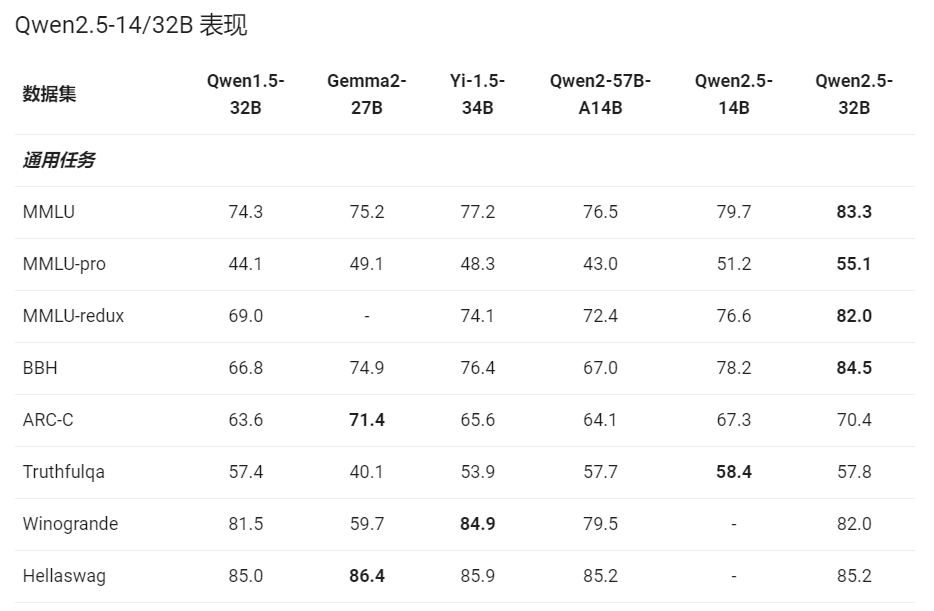 Qwen2.5-14/32B 表现
数据集 Qwen1.5-32B Gemma2-27B Yi-1.5-34B Qwen2-57B-A14B Qwen2.5-14B Qwen2.5-32B
通用任务
MMLU 74.3 75.2 77.2 76.5 79.7 83.3
MMLU-pro 44.1 49.1 48.3 43.0 51.2 55.1
MMLU-redux 69.0 - 74.1 72.4 76.6 82.0
BBH 66.8 74.9 76.4 67.0 78.2 84.5
ARC-C 63.6 71.4 65.6 64.1 67.3 70.4
Truthfulqa 57.4 40.1 53.9 57.7 58.4 57.8
Winogrande 81.5 59.7 84.9 79.5 - 82.0
Hellaswag 85.0 86.4 85.9 85.2 - 85.2